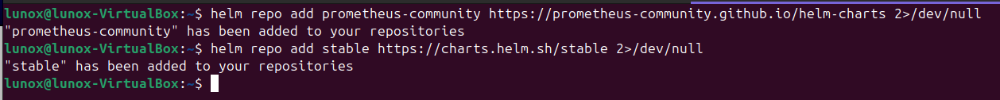 lunox@lunox-VirtualBox:~$ helm repo add prometheus-community https://prometheus-community.github.io/helm-charts 2>/dev/null
"prometheus-community" has been added to your repositories
lunox@lunox-VirtualBox:~$ helm repo add stable https://charts.helm.sh/stable 2>/dev/null
"stable" has been added to your repositories
lunox@lunox-VirtualBox:~$